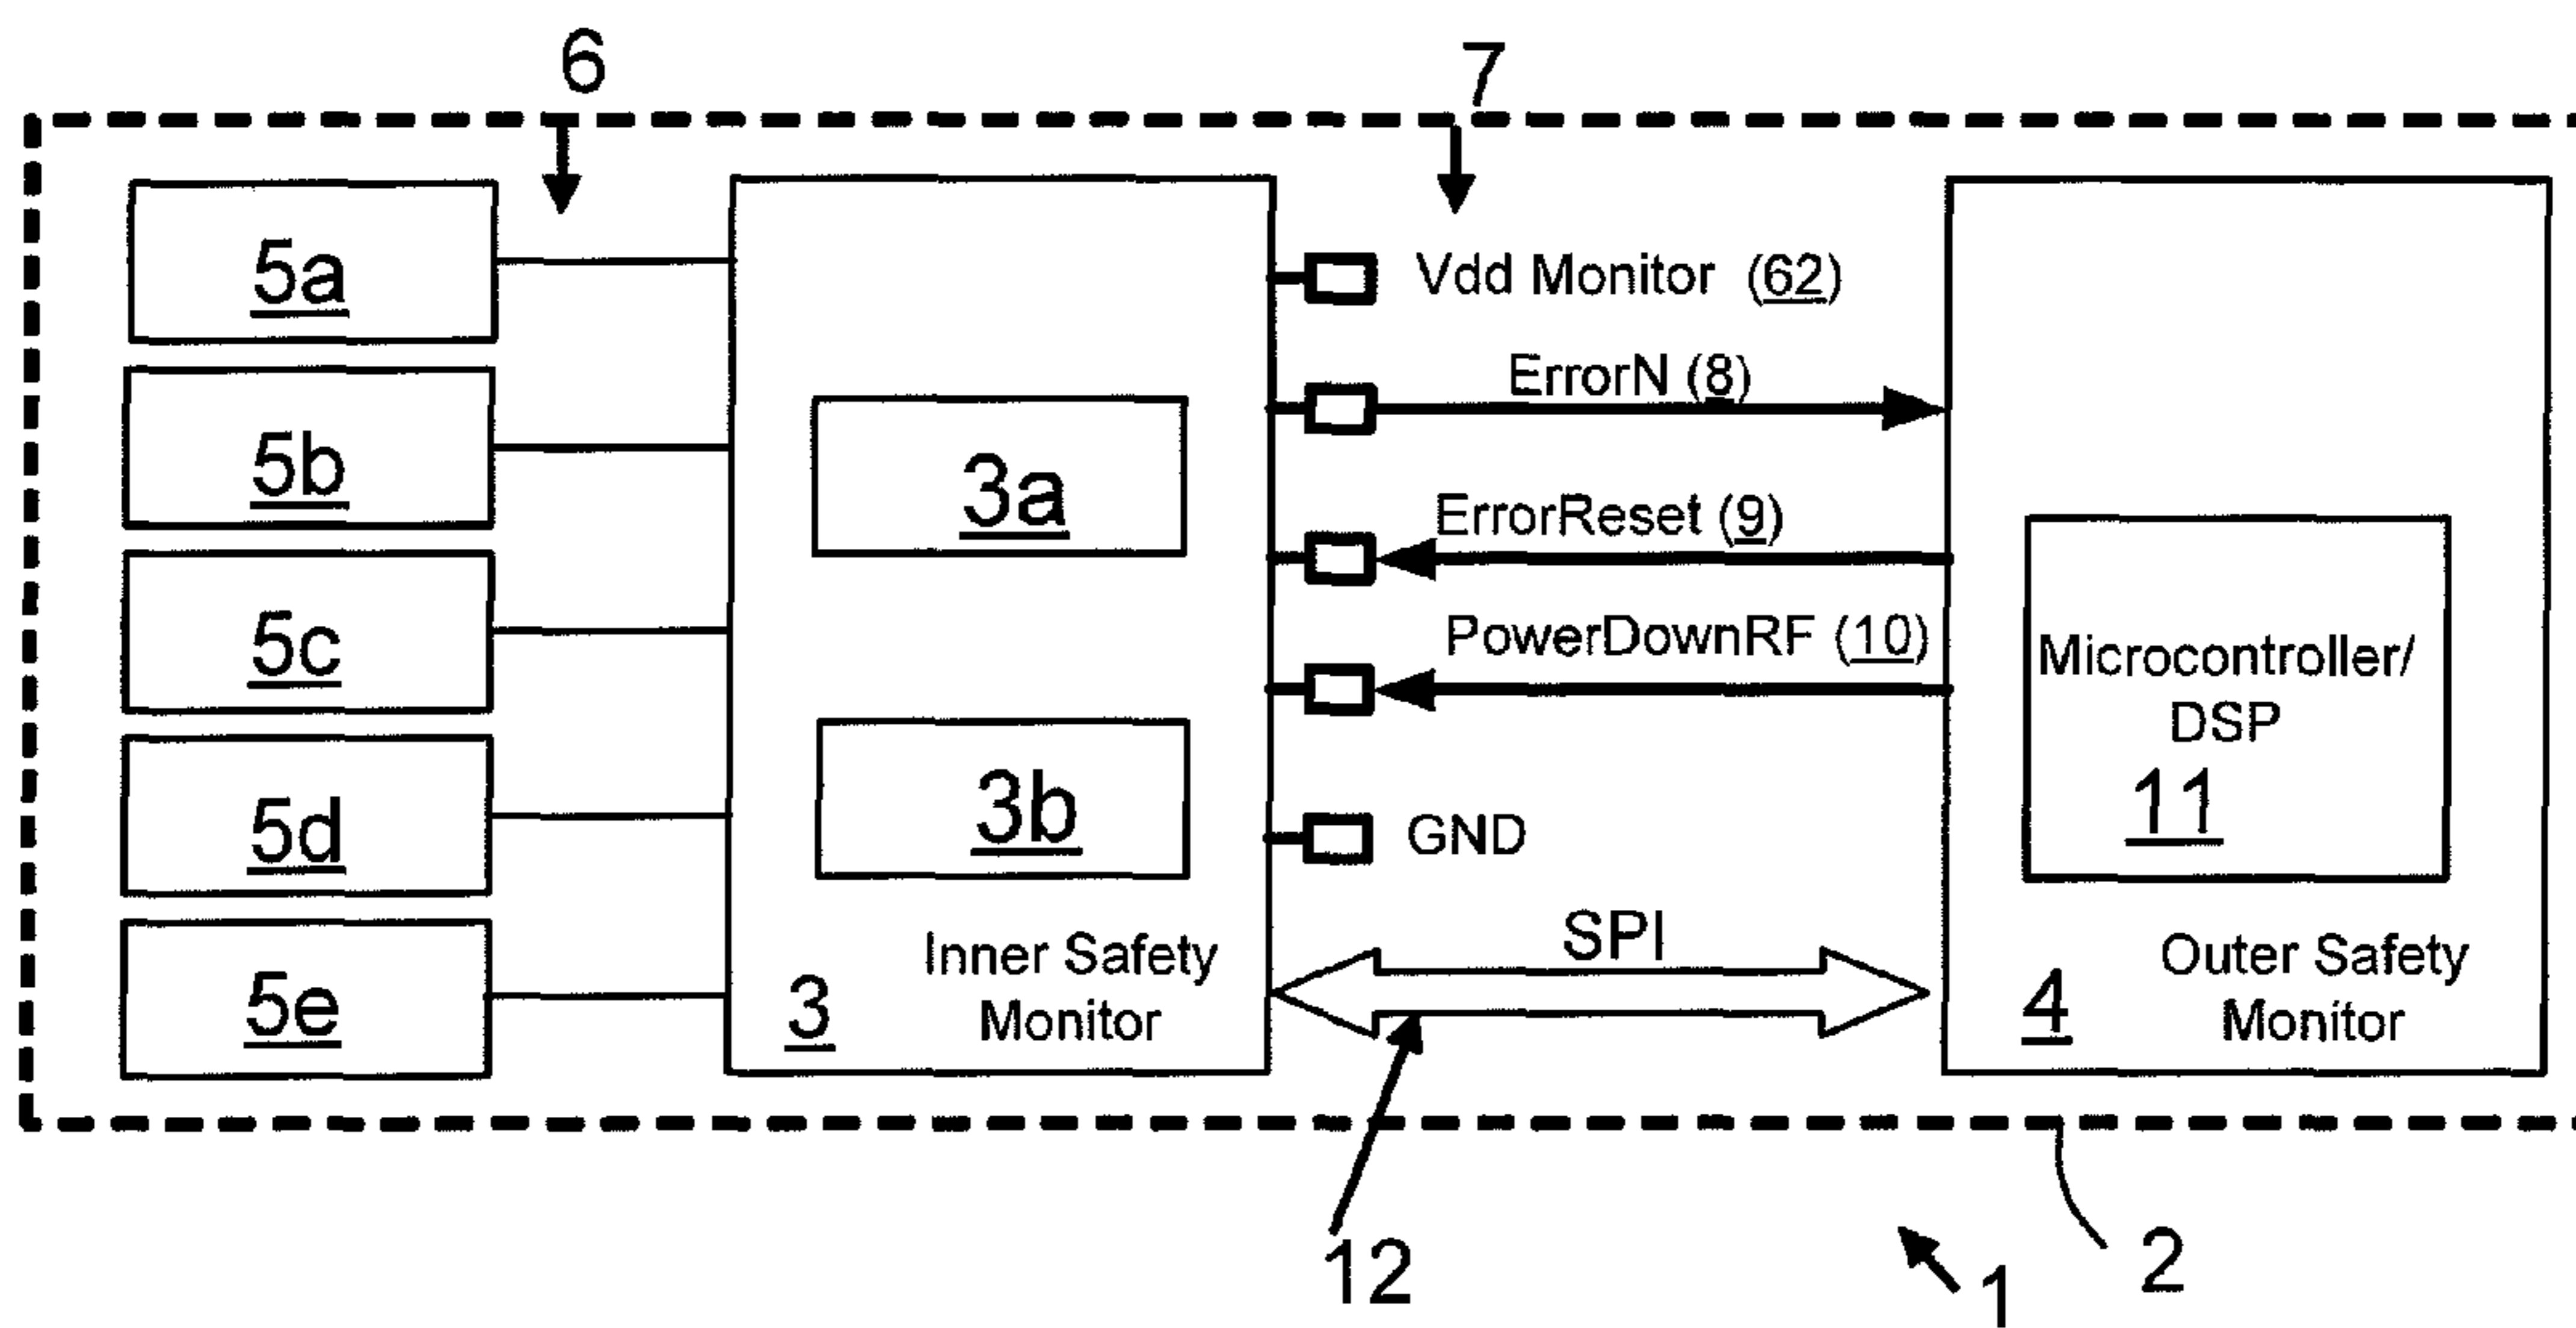 6
7
5a
5b
5c
5d
5e
3a
3b
Inner Safety
Monitor
3
Vdd Monitor (62)
ErrorN (8)
ErrorReset (9)
PowerDownRF (10)
GND
SPI
Microcontroller/
DSP
11
Outer Safety
Monitor
4
12
1
2